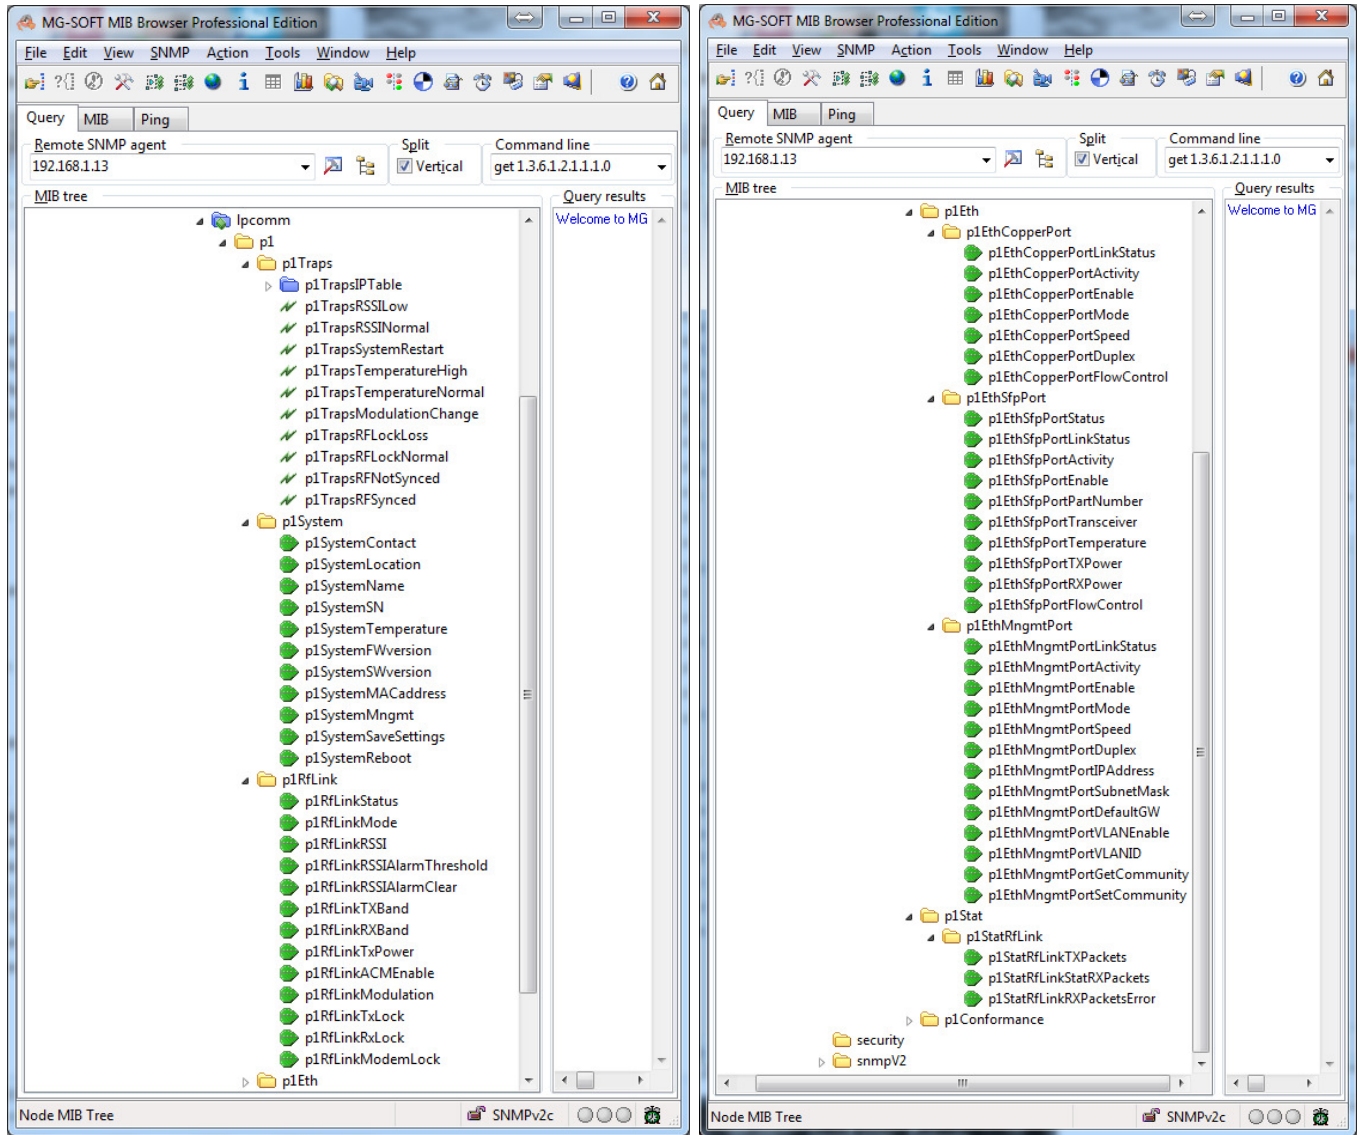 MG-SOFT MIB Browser Professional Edition
File Edit View SNMP Action Tools Window Help
Query MIB Ping
Remote SNMP agent Split Command line
192.168.1.13 Vertical get 1.3.6.1.2.1.1.1.0
MIB tree Query results
Welcome to MG
lpcomm
p1
p1Traps
p1TrapsIPTable
p1TrapsRSSILow
p1TrapsRSSINormal
p1TrapsSystemRestart
p1TrapsTemperatureHigh
p1TrapsTemperatureNormal
p1TrapsModulationChange
p1TrapsRFLockLoss
p1TrapsRFLockNormal
p1TrapsRFNotSynced
p1TrapsRFSynced
p1System
p1SystemContact
p1SystemLocation
p1SystemName
p1SystemSN
p1SystemTemperature
p1SystemFWversion
p1SystemSWversion
p1SystemMACaddress
p1SystemMngmt
p1SystemSaveSettings
p1SystemReboot
p1RfLink
p1RfLinkStatus
p1RfLinkMode
p1RfLinkRSSI
p1RfLinkRSSIAlarmThreshold
p1RfLinkRSSIAlarmClear
p1RfLinkTXBand
p1RfLinkRXBand
p1RfLinkTxPower
p1RfLinkACMEnable
p1RfLinkModulation
p1RfLinkTxLock
p1RfLinkRxLock
p1RfLinkModemLock
p1Eth
Node MIB Tree SNMPv2c
MG-SOFT MIB Browser Professional Edition
File Edit View SNMP Action Tools Window Help
Query MIB Ping
Remote SNMP agent Split Command line
192.168.1.13 Vertical get 1.3.6.1.2.1.1.1.0
MIB tree Query results
Welcome to MG
p1Eth
p1EthCopperPort
p1EthCopperPortLinkStatus
p1EthCopperPortActivity
p1EthCopperPortEnable
p1EthCopperPortMode
p1EthCopperPortSpeed
p1EthCopperPortDuplex
p1EthCopperPortFlowControl
p1EthSfpPort
p1EthSfpPortStatus
p1EthSfpPortLinkStatus
p1EthSfpPortActivity
p1EthSfpPortEnable
p1EthSfpPortPartNumber
p1EthSfpPortTransceiver
p1EthSfpPortTemperature
p1EthSfpPortTXPower
p1EthSfpPortRXPower
p1EthSfpPortFlowControl
p1EthMngmtPort
p1EthMngmtPortLinkStatus
p1EthMngmtPortActivity
p1EthMngmtPortEnable
p1EthMngmtPortMode
p1EthMngmtPortSpeed
p1EthMngmtPortDuplex
p1EthMngmtPortIPAddress
p1EthMngmtPortSubnetMask
p1EthMngmtPortDefaultGW
p1EthMngmtPortVLANEnable
p1EthMngmtPortVLANID
p1EthMngmtPortGetCommunity
p1EthMngmtPortSetCommunity
p1Stat
p1StatRfLink
p1StatRfLinkTXPackets
p1StatRfLinkStatRXPackets
p1StatRfLinkRXPacketsError
p1Conformance
security
snmpV2
Node MIB Tree SNMPv2c